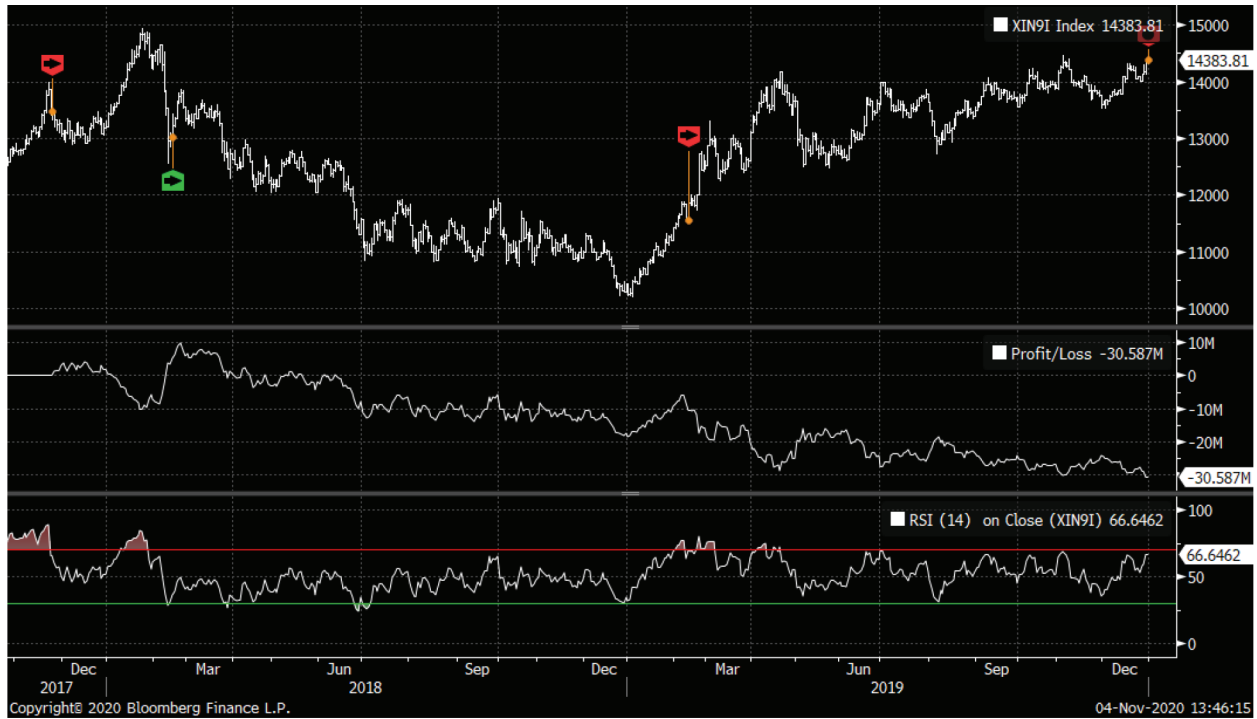 XIN9I Index 14383.81
15000
14383.81
14000
13000
12000
11000
10000
Profit/Loss -30.587M
10M
0
-10M
-20M
-30.587M
RSI (14) on Close (XIN9I) 66.6462
100
66.6462
50
0
Dec Mar Jun Sep Dec Mar Jun Sep Dec
2017 2018 2019
Copyright© 2020 Bloomberg Finance L.P. 04-Nov-2020 13:46:15